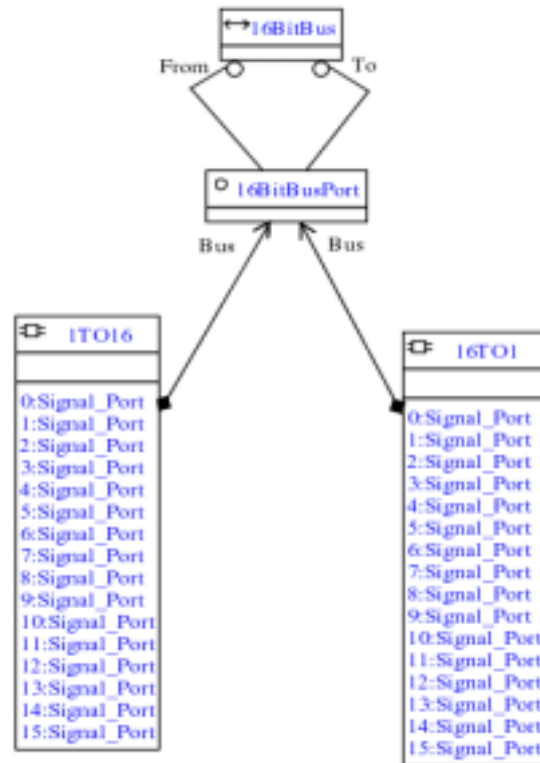 16BitBus
From To
16BitBusPort
Bus Bus
1TO16
0:Signal_Port
1:Signal_Port
2:Signal_Port
3:Signal_Port
4:Signal_Port
5:Signal_Port
6:Signal_Port
7:Signal_Port
8:Signal_Port
9:Signal_Port
10:Signal_Port
11:Signal_Port
12:Signal_Port
13:Signal_Port
14:Signal_Port
15:Signal_Port
16TO1
0:Signal_Port
1:Signal_Port
2:Signal_Port
3:Signal_Port
4:Signal_Port
5:Signal_Port
6:Signal_Port
7:Signal_Port
8:Signal_Port
9:Signal_Port
10:Signal_Port
11:Signal_Port
12:Signal_Port
13:Signal_Port
14:Signal_Port
15:Signal_Port